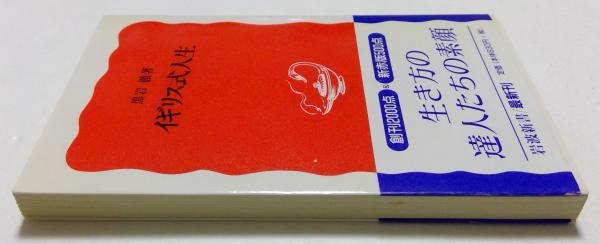 イギリス式人生
黒岩 徹著
創刊2000点
新赤版500点
生き方の
達人たちの素顔
岩波新書 最新刊